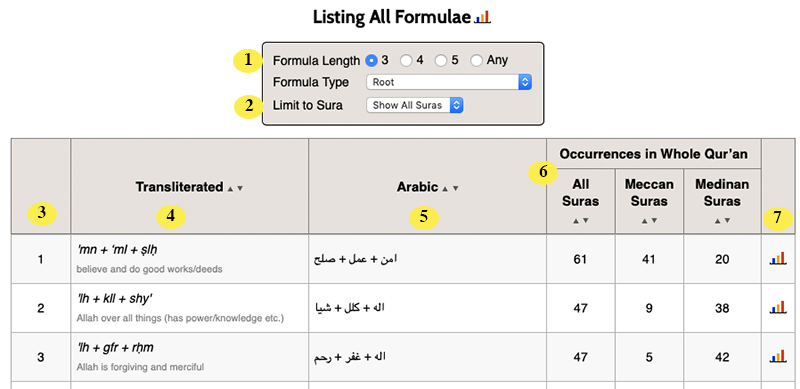 Listing All Formulae
1 Formula Length 3 4 5 Any
Formula Type Root
2 Limit to Sura Show All Suras
Occurrences in Whole Qur'an
3 Transliterated 4 Arabic 5 6 All Suras Meccan Suras Medinan Suras 7
1 'mn + 'ml + ṣlḥ امن + عمل + صلح 61 41 20
believe and do good works/deeds
2 'lh + kll + shy' اله + كلل + شيا 47 9 38
Allah over all things (has power/knowledge etc.)
3 'lh + gfr + rḥm اله + غفر + رحم 47 5 42
Allah is forgiving and merciful